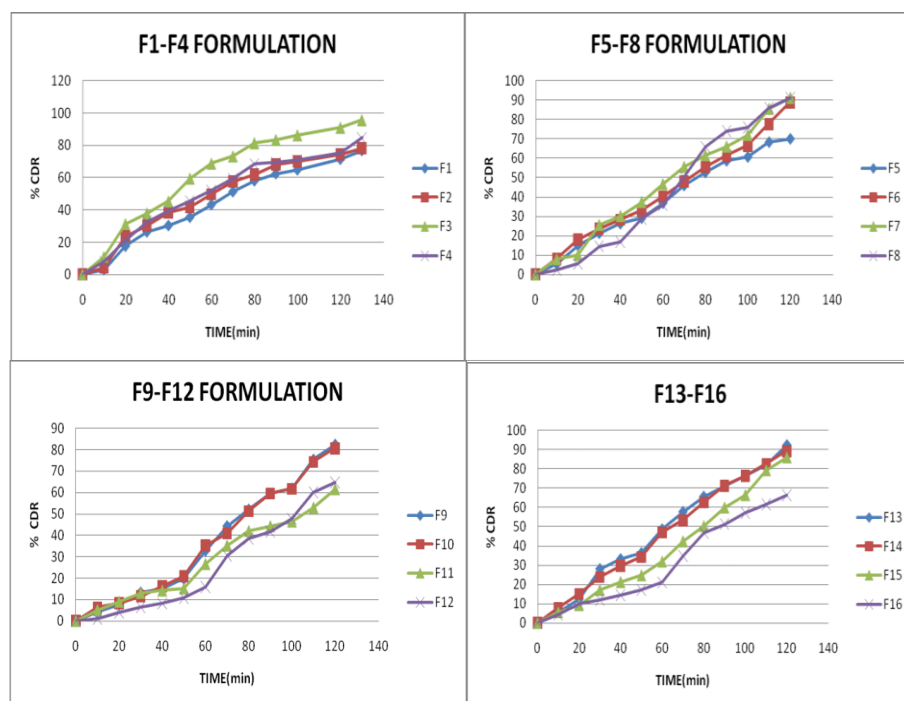 F1-F4 FORMULATION
120
100
80
60
40
20
0
% CDR
0 20 40 60 80 100 120 140
TIME(min)
F1
F2
F3
F4
F5-F8 FORMULATION
100
90
80
70
60
50
40
30
20
10
0
% CDR
0 20 40 60 80 100 120 140
TIME(min)
F5
F6
F7
F8
F9-F12 FORMULATION
90
80
70
60
50
40
30
20
10
0
% CDR
0 20 40 60 80 100 120 140
TIME(min)
F9
F10
F11
F12
F13-F16
100
90
80
70
60
50
40
30
20
10
0
% CDR
0 20 40 60 80 100 120 140
TIME(min)
F13
F14
F15
F16